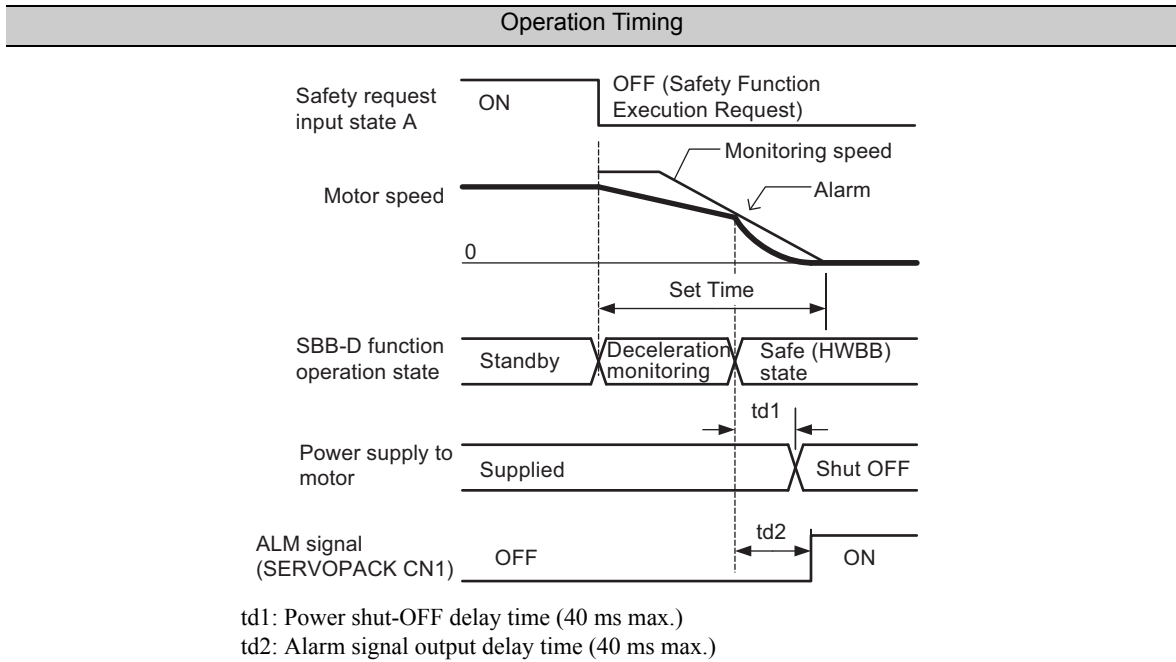 Operation Timing
Safety request
input state A
ON
OFF (Safety Function
Execution Request)
Monitoring speed
Motor speed
Alarm
0
Set Time
SBB-D function
operation state
Standby
Deceleration
monitoring
Safe (HWBB)
state
td1
Power supply to
motor
Supplied
Shut OFF
td2
ALM signal
(SERVOPACK CN1)
OFF
ON
td1: Power shut-OFF delay time (40 ms max.)
td2: Alarm signal output delay time (40 ms max.)